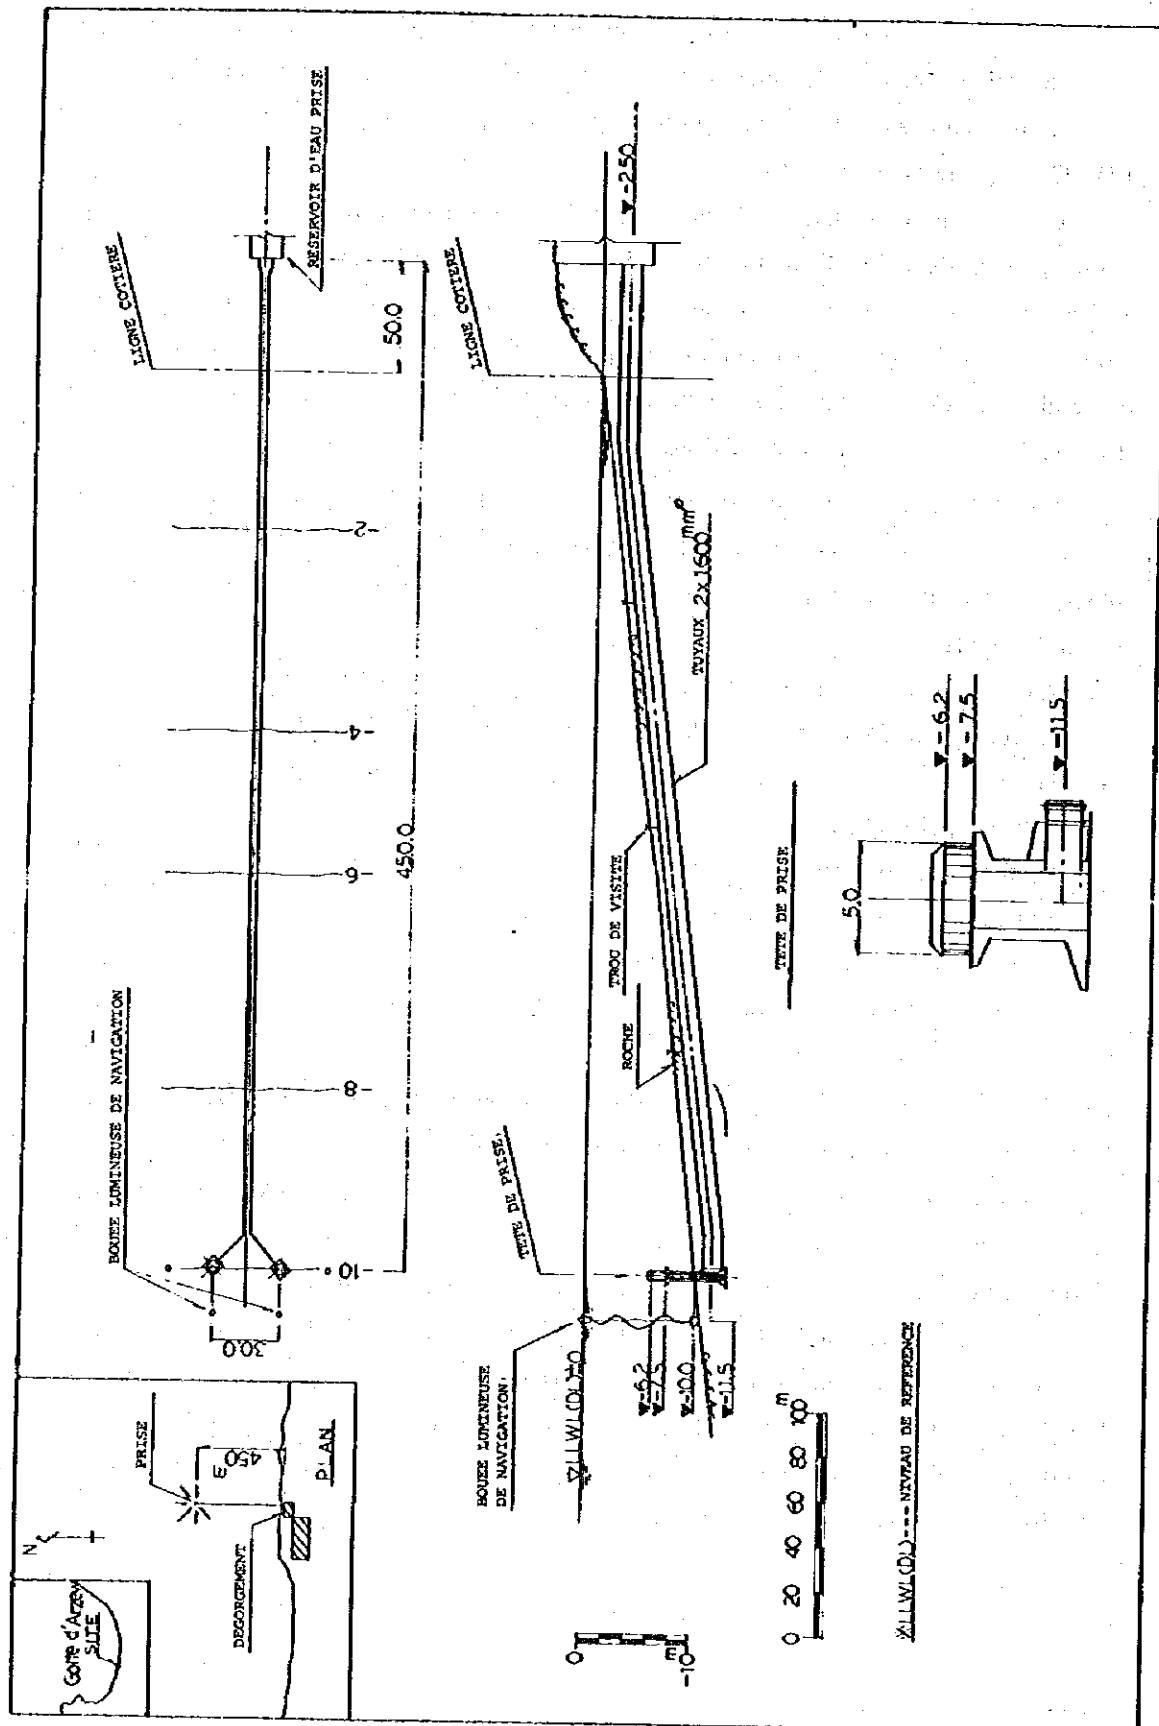 Golfe d'Arzew
SITE
N
PRISE
450
m
DEGORGEMENT
PLAN
BOUEE LUMINEUSE DE NAVIGATION
LIGNE COTIERE
RESERVOIR D'EAU PRISE
30.0
-10
-8
-6
-4
-2
50.0
450.0
BOUEE LUMINEUSE
DE NAVIGATION
TETE DE PRISE
LIGNE COTIERE
▽LLWL(DL)±0
▼-6.2
▼-7.5
▼-10.0
▼-11.5
ROCHE
TROU DE VISITE
TUYAUX 2x1600 mmø
▼-2.50
0
m
-10
0 20 40 60 80 100 m
TETE DE PRISE
5.0
▼-6.2
▼-7.5
▼-11.5
※LLWL(DL)---NIVEAU DE REFERENCE